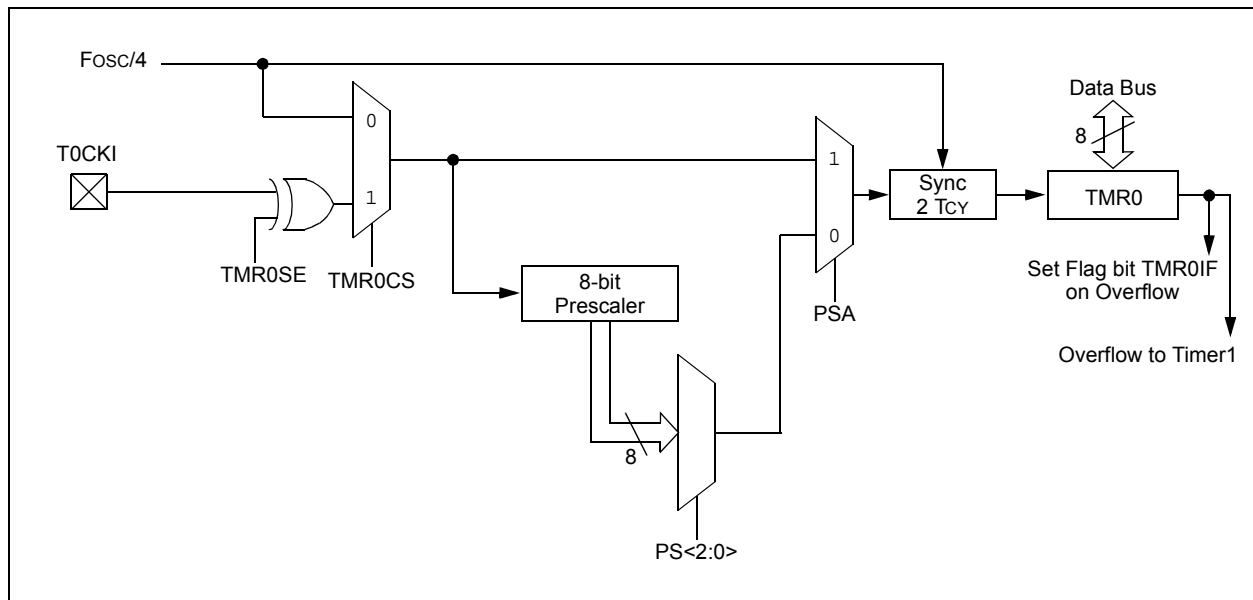 FOSC/4
T0CKI
TMR0SE
0
1
TMR0CS
8-bit
Prescaler
8
PS<2:0>
1
0
PSA
Sync
2 TCY
Data Bus
8
TMR0
Set Flag bit TMR0IF
on Overflow
Overflow to Timer1